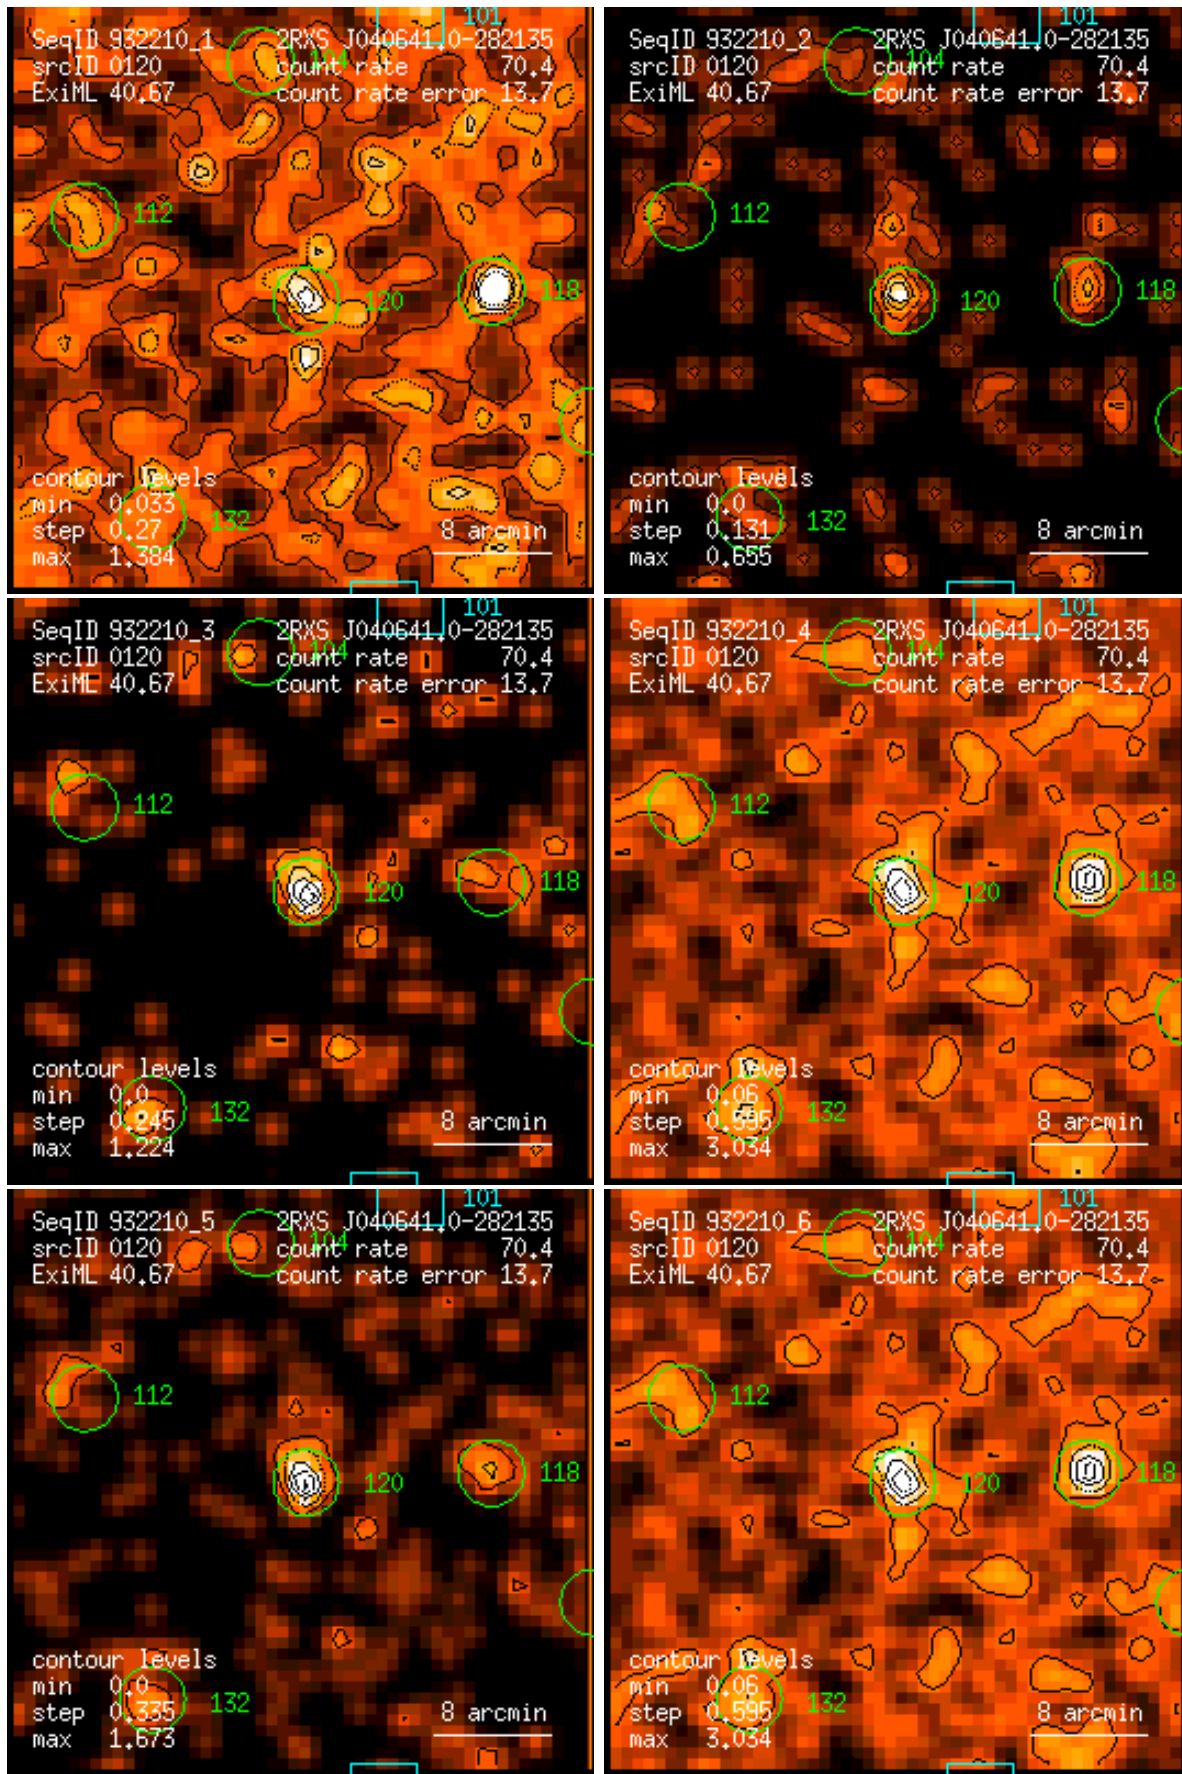 101
SeqID 932210_1 2RXS J040641.0-282135
srcID 0120 104 count rate 70.4
ExiML 40.67 count rate error 13.7
112
120
118
contour levels
min 0.033
step 0.27 132 8 arcmin
max 1.384
101
SeqID 932210_2 2RXS J040641.0-282135
srcID 0120 104 count rate 70.4
ExiML 40.67 count rate error 13.7
112
120
118
contour levels
min 0.0
step 0.131 132 8 arcmin
max 0.655
101
SeqID 932210_3 2RXS J040641.0-282135
srcID 0120 104 count rate 70.4
ExiML 40.67 count rate error 13.7
112
120
118
contour levels
min 0.0
step 0.245 132 8 arcmin
max 1.224
101
SeqID 932210_4 2RXS J040641.0-282135
srcID 0120 104 count rate 70.4
ExiML 40.67 count rate error 13.7
112
120
118
contour levels
min 0.06
step 0.595 132 8 arcmin
max 3.034
101
SeqID 932210_5 2RXS J040641.0-282135
srcID 0120 104 count rate 70.4
ExiML 40.67 count rate error 13.7
112
120
118
contour levels
min 0.0
step 0.335 132 8 arcmin
max 1.673
101
SeqID 932210_6 2RXS J040641.0-282135
srcID 0120 104 count rate 70.4
ExiML 40.67 count rate error 13.7
112
120
118
contour levels
min 0.06
step 0.595 132 8 arcmin
max 3.034